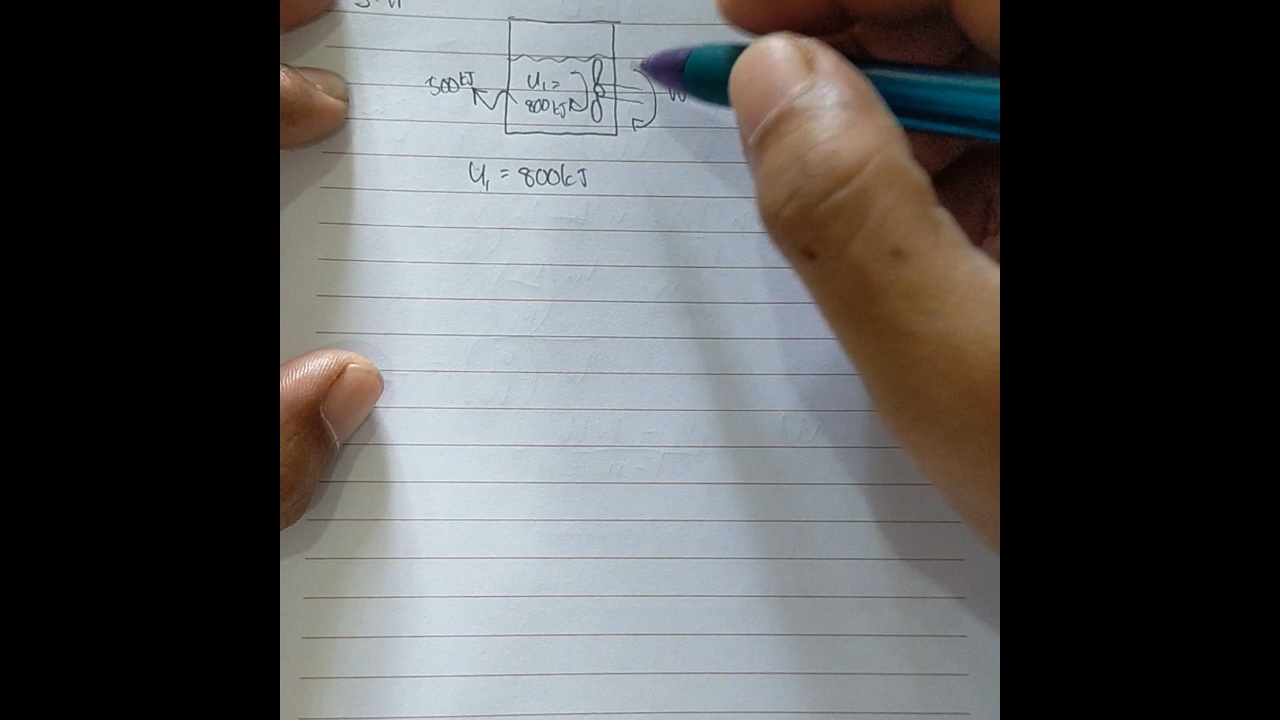 500kJ
U₁ =
800kJ
W
U₁ = 800kJ